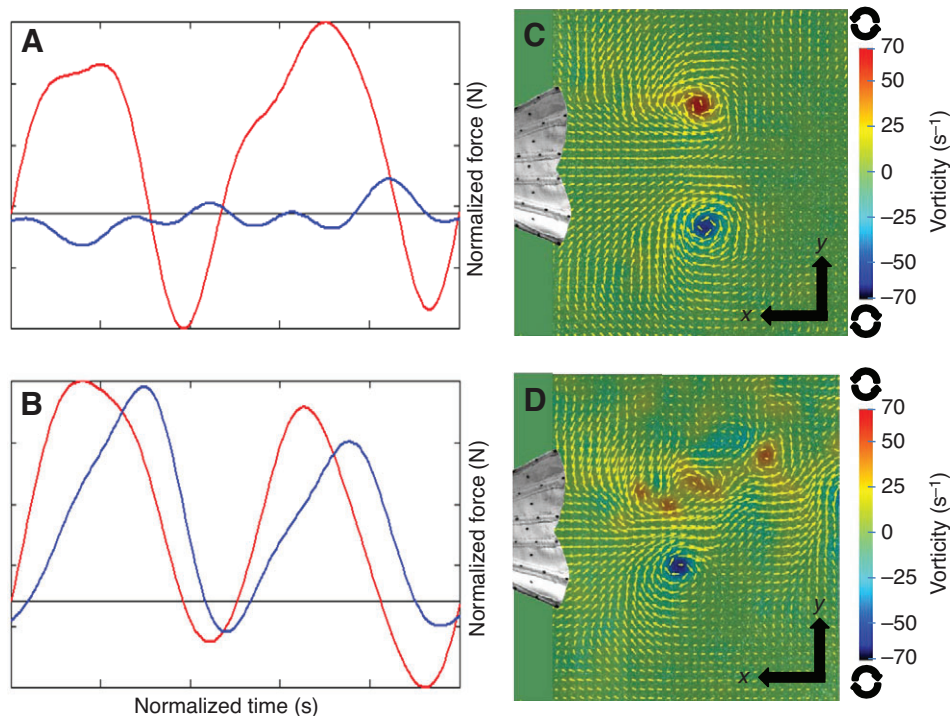 A
Normalized force (N)
B
Normalized force (N)
Normalized time (s)
C
y
x
70
50
25
0
–25
–50
–70
Vorticity (s–1)
D
y
x
70
50
25
0
–25
–50
–70
Vorticity (s–1)